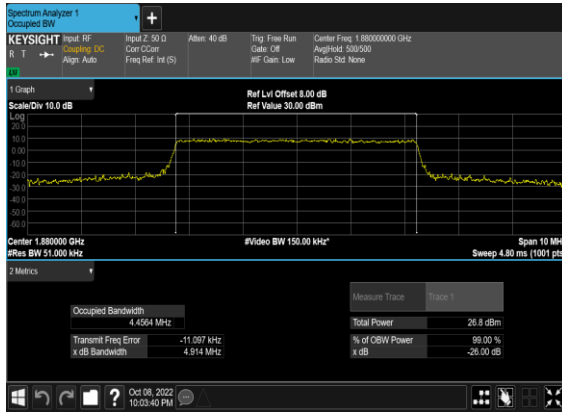 Spectrum Analyzer 1
Occupied BW
+
KEYSIGHT Input: RF Input Z: 50 Ω Atten: 40 dB Trig: Free Run Center Freq: 1.880000000 GHz
R T Coupling: DC Corr CCorr Gate: Off Avg|Hold: 500/500
Align: Auto Freq Ref: Int (S) #IF Gain: Low Radio Std: None
1 Graph
Scale/Div 10.0 dB Ref Lvl Offset 8.00 dB
Ref Value 30.00 dBm
Log
20.0
10.0
0.00
-10.0
-20.0
-30.0
-40.0
-50.0
-60.0
Center 1.880000 GHz #Video BW 150.00 kHz* Span 10 MH
#Res BW 51.000 kHz Sweep 4.80 ms (1001 pts
2 Metrics
Measure Trace Trace 1
Occupied Bandwidth
4.4564 MHz Total Power 26.8 dBm
Transmit Freq Error -11.097 kHz % of OBW Power 99.00 %
x dB Bandwidth 4.914 MHz x dB -26.00 dB
? Oct 08, 2022
10:03:40 PM